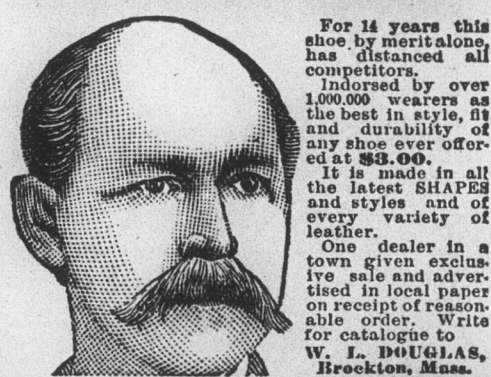 For 14 years this
shoe by merit alone,
has distanced all
competitors.
Indorsed by over
1,000.000 wearers as
the best in style, fit
and durability of
any shoe ever offer-
ed at $3.00.
It is made in all
the latest SHAPES
and styles and of
every variety of
leather.
One dealer in a
town given exclus-
ive sale and adver-
tised in local paper
on receipt of reason-
able order. Write
for catalogue to
W. L. DOUGLAS,
Brockton, Mass.